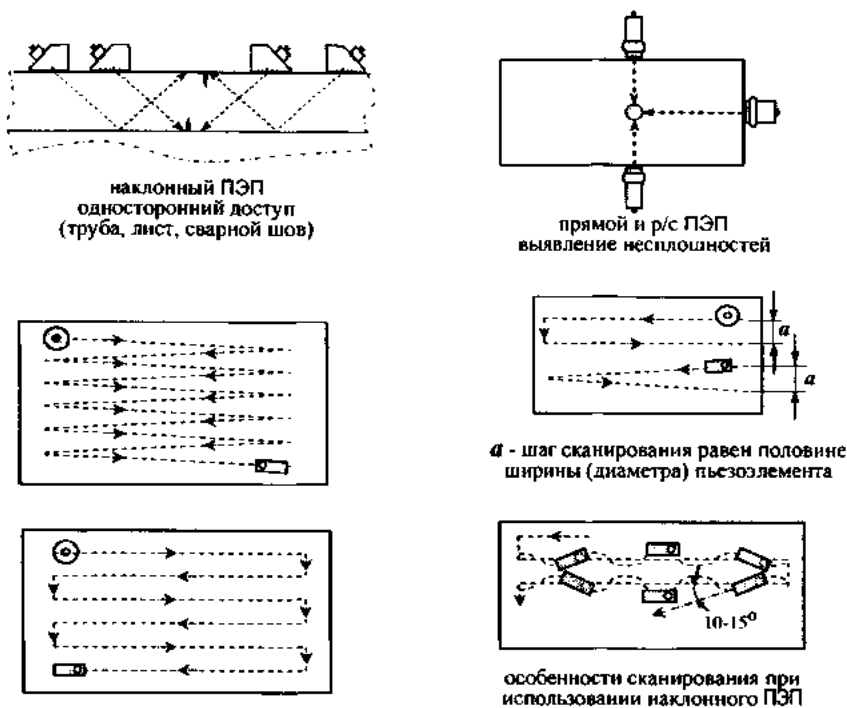 наклонный ПЭП
односторонний доступ
(труба, лист, сварной шов)
прямой и р/с ПЭП
выявление несплошностей
a
a
a - шаг сканирования равен половине
ширины (диаметра) пьезоэлемента
10-15°
особенности сканирования при
использовании наклонного ПЭП